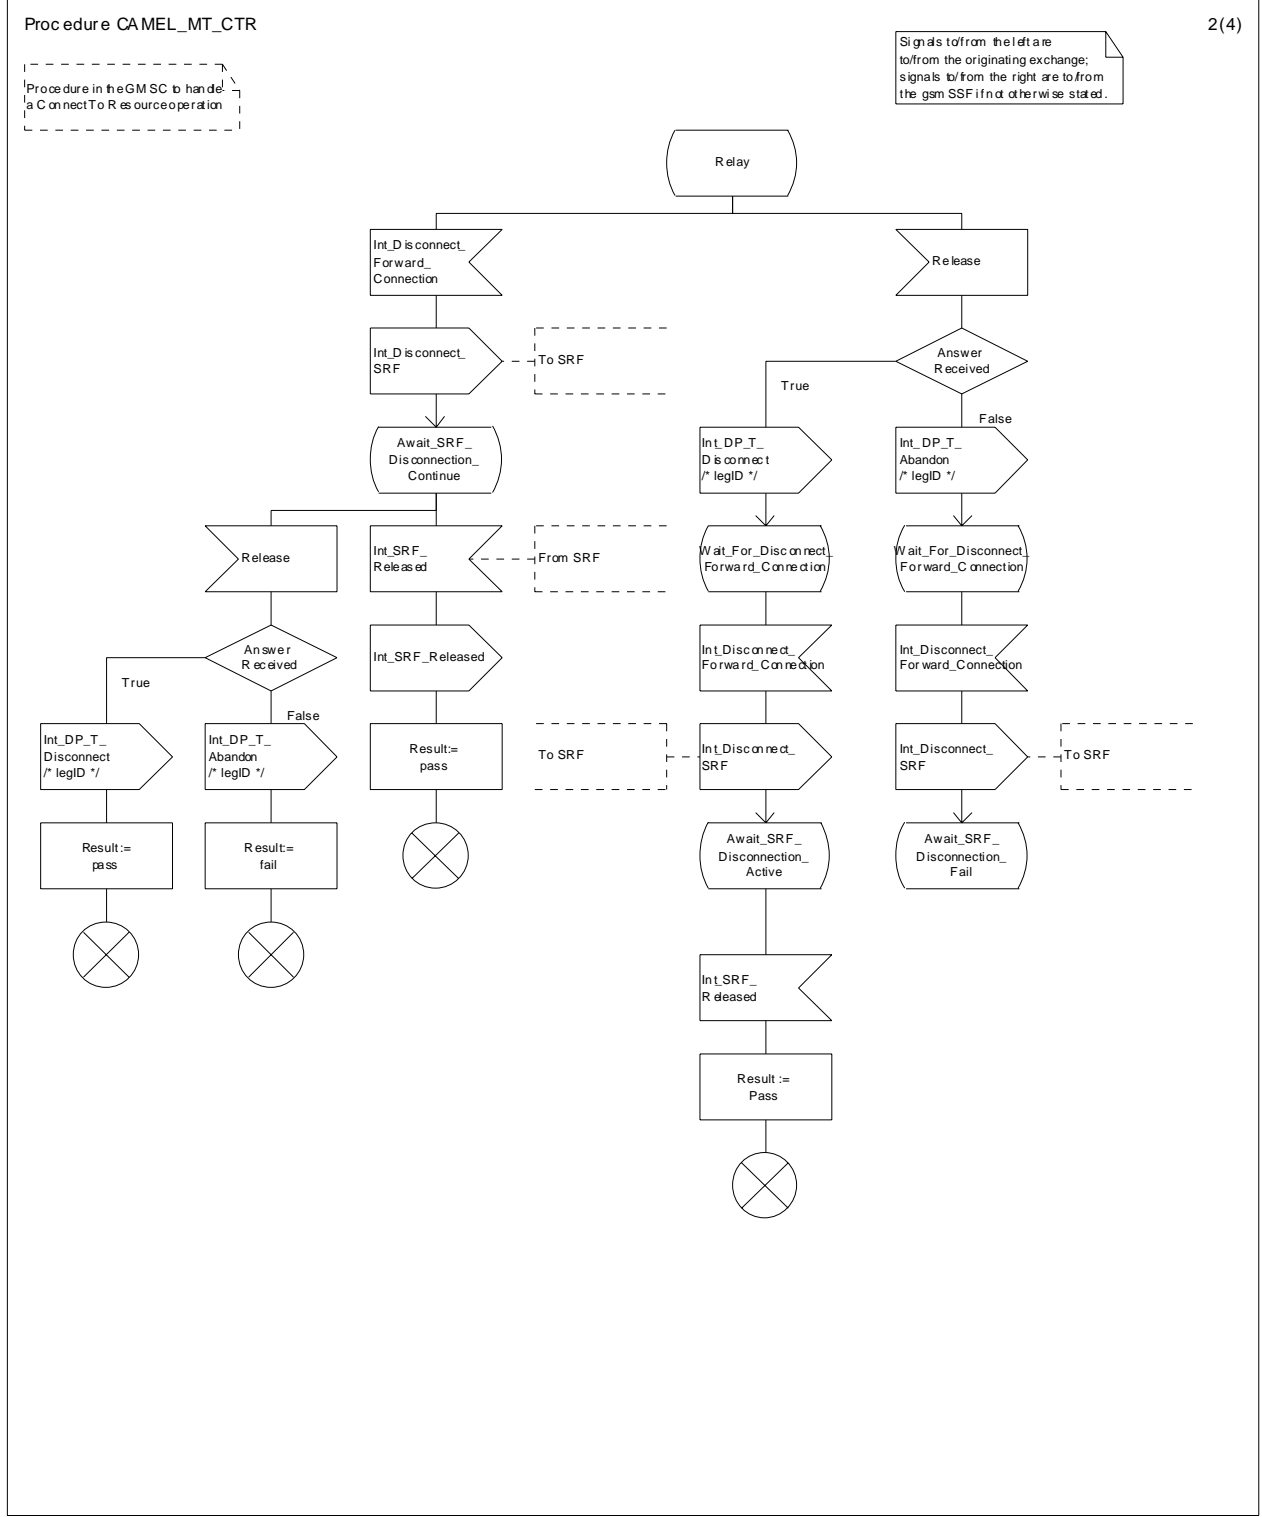 Procedure CAMEL_MT_CTR
2(4)
Procedure in the GMSC to handle
a ConnectToResource operation
Signals to/from the left are
to/from the originating exchange;
signals to/from the right are to/from
the gsmSSF if not otherwise stated.
Relay
Int_Disconnect_
Forward_
Connection
Release
Int_Disconnect_
SRF
To SRF
Answer
Received
True
False
Await_SRF_
Disconnection_
Continue
Int_DP_T_
Disconnect
/* legID */
Int_DP_T_
Abandon
/* legID */
Release
Int_SRF_
Released
From SRF
Wait_For_Disconnect_
Forward_Connection
Wait_For_Disconnect_
Forward_Connection
Answer
Received
True
False
Int_SRF_Released
Int_Disconnect_
Forward_Connection
Int_Disconnect_
Forward_Connection
Int_DP_T_
Disconnect
/* legID */
Int_DP_T_
Abandon
/* legID */
Result:=
pass
To SRF
Int_Disconnect_
SRF
Int_Disconnect_
SRF
To SRF
Result:=
pass
Result:=
fail
Await_SRF_
Disconnection_
Active
Await_SRF_
Disconnection_
Fail
Int_SRF_
Released
Result :=
Pass